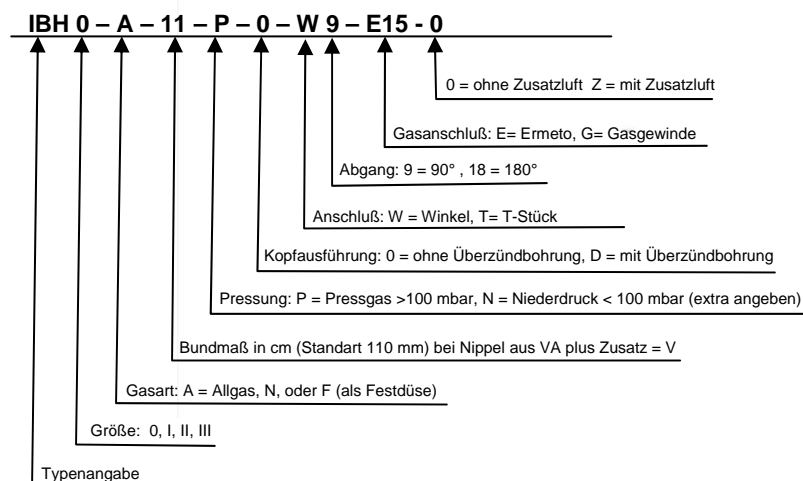 IBH 0 – A – 11 – P – 0 – W 9 – E15 - 0
0 = ohne Zusatzluft Z = mit Zusatzluft
Gasanschluß: E= Ermeto, G= Gasgewinde
Abgang: 9 = 90° , 18 = 180°
Anschluß: W = Winkel, T= T-Stück
Kopfausführung: 0 = ohne Überzündbohrung, D = mit Überzündbohrung
Pressung: P = Pressgas >100 mbar, N = Niederdruck < 100 mbar (extra angeben)
Bundmaß in cm (Standart 110 mm) bei Nippel aus VA plus Zusatz = V
Gasart: A = Allgas, N, oder F (als Festdüse)
Größe: 0, I, II, III
Typenangabe